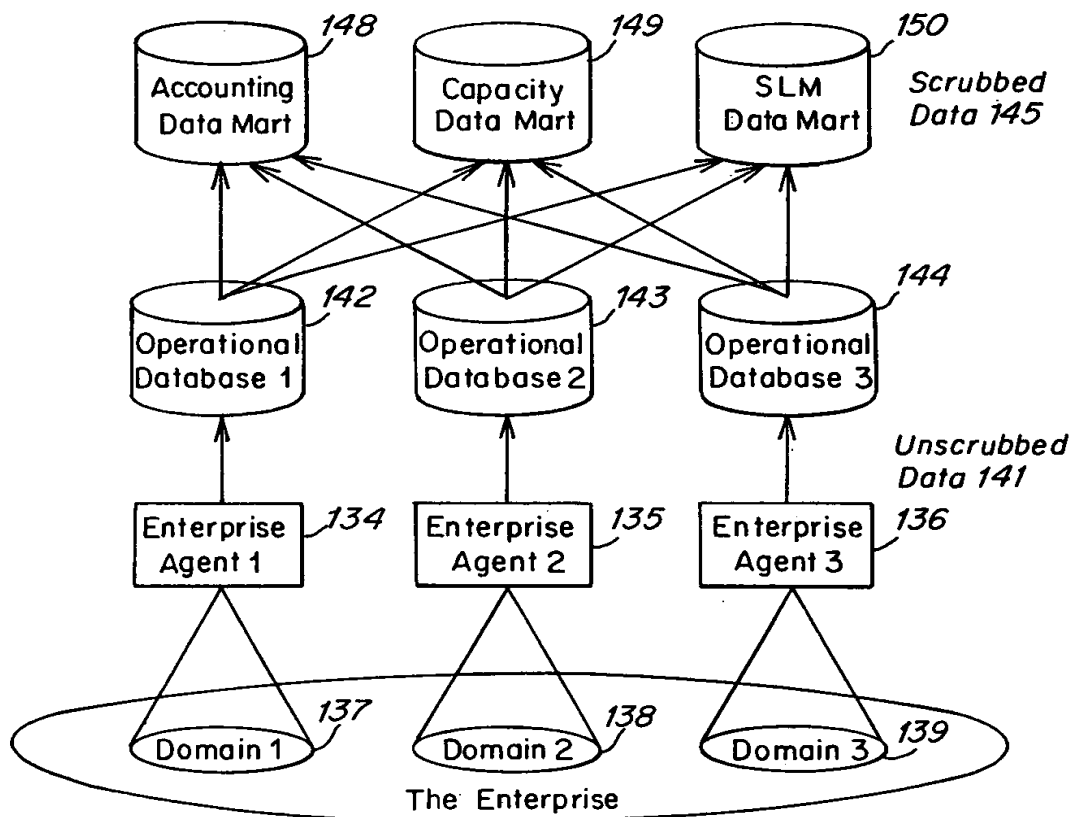 148
149
150
Accounting
Data Mart
Capacity
Data Mart
SLM
Data Mart
Scrubbed
Data 145
142
143
144
Operational
Database 1
Operational
Database 2
Operational
Database 3
Unscrubbed
Data 141
134
135
136
Enterprise
Agent 1
Enterprise
Agent 2
Enterprise
Agent 3
137
138
139
Domain 1
Domain 2
Domain 3
The Enterprise